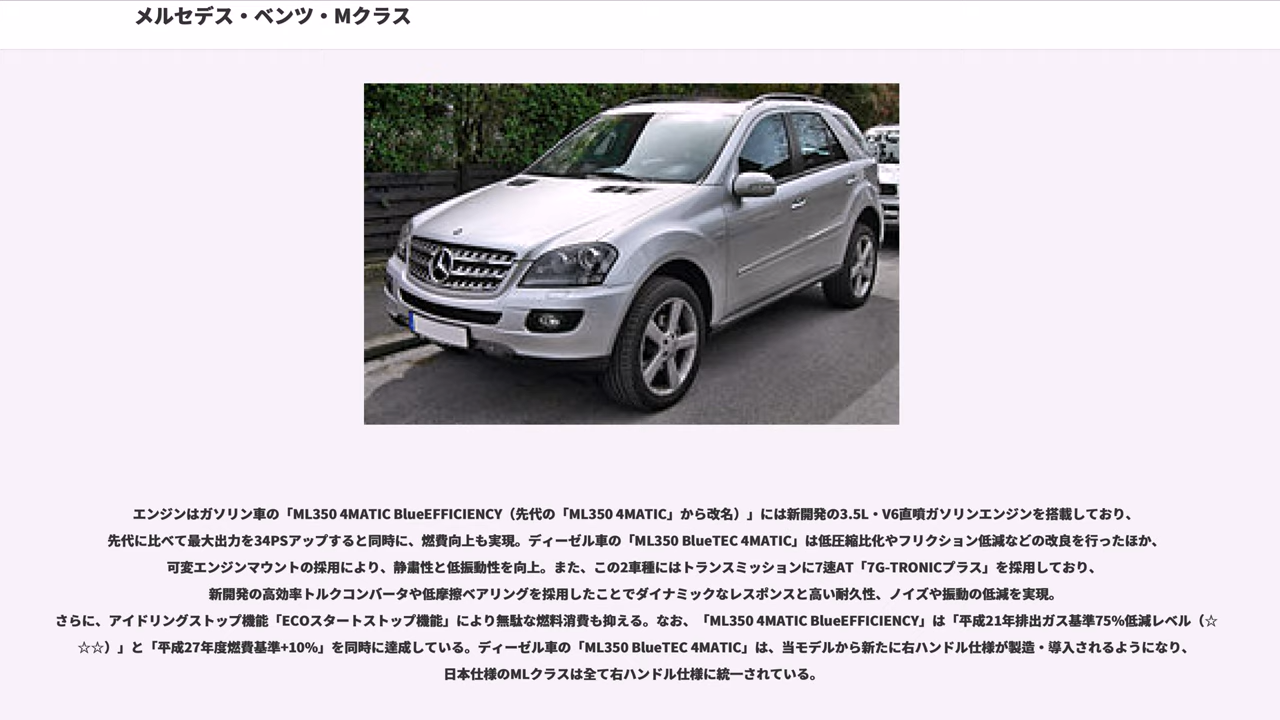 メルセデス・ベンツ・Mクラス
エンジンはガソリン車の「ML350 4MATIC BlueEFFICIENCY（先代の「ML350 4MATIC」から改名）」には新開発の3.5L・V6直噴ガソリンエンジンを搭載しており、
先代に比べて最大出力を34PSアップすると同時に、燃費向上も実現。ディーゼル車の「ML350 BlueTEC 4MATIC」は低圧縮比化やフリクション低減などの改良を行ったほか、
可変エンジンマウントの採用により、静粛性と低振動性を向上。また、この2車種にはトランスミッションに7速AT「7G-TRONICプラス」を採用しており、
新開発の高効率トルクコンバータや低摩擦ベアリングを採用したことでダイナミックなレスポンスと高い耐久性、ノイズや振動の低減を実現。
さらに、アイドリングストップ機能「ECOスタートストップ機能」により無駄な燃料消費も抑える。なお、「ML350 4MATIC BlueEFFICIENCY」は「平成21年排出ガス基準75%低減レベル（☆
☆☆）」と「平成27年度燃費基準+10%」を同時に達成している。ディーゼル車の「ML350 BlueTEC 4MATIC」は、当モデルから新たに右ハンドル仕様が製造・導入されるようになり、
日本仕様のMLクラスは全て右ハンドル仕様に統一されている。